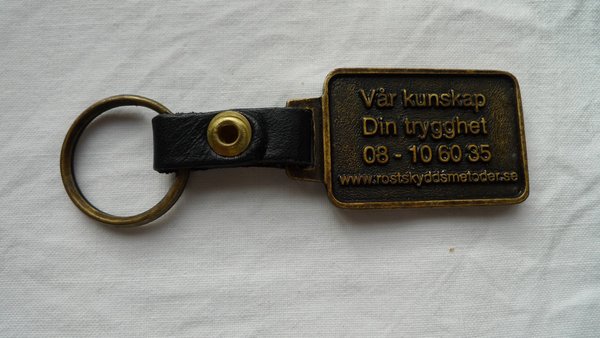 Vår kunskap
Din trygghet
08 - 10 60 35
www.rostskyddsmetoder.se